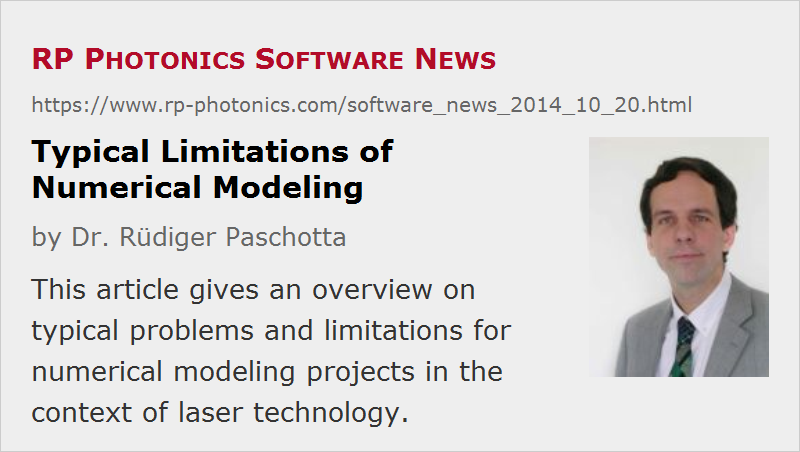 RP PHOTONICS SOFTWARE NEWS
https://www.rp-photonics.com/software_news_2014_10_20.html
Typical Limitations of
Numerical Modeling
by Dr. Rüdiger Paschotta
This article gives an overview on
typical problems and limitations for
numerical modeling projects in the
context of laser technology.